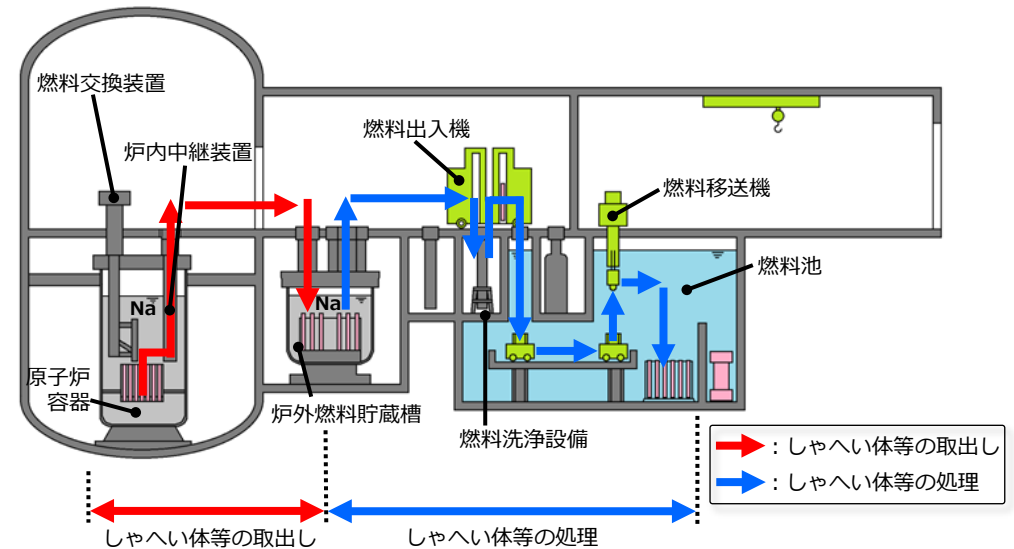 燃料交換装置
炉内中継装置
燃料出入機
燃料移送機
燃料池
Na
Na
原子炉
容器
炉外燃料貯蔵槽
燃料洗浄設備
：しゃへい体等の取出し
：しゃへい体等の処理
しゃへい体等の取出し
しゃへい体等の処理